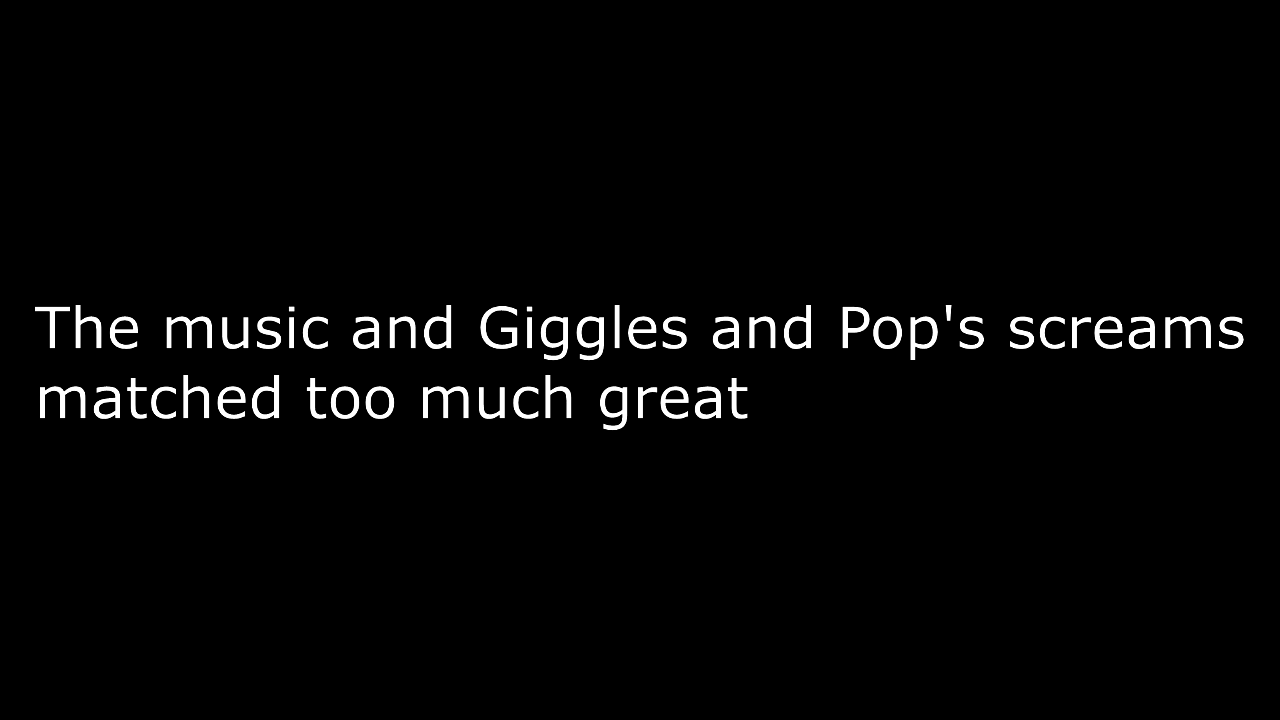 The music and Giggles and Pop's screams
matched too much great